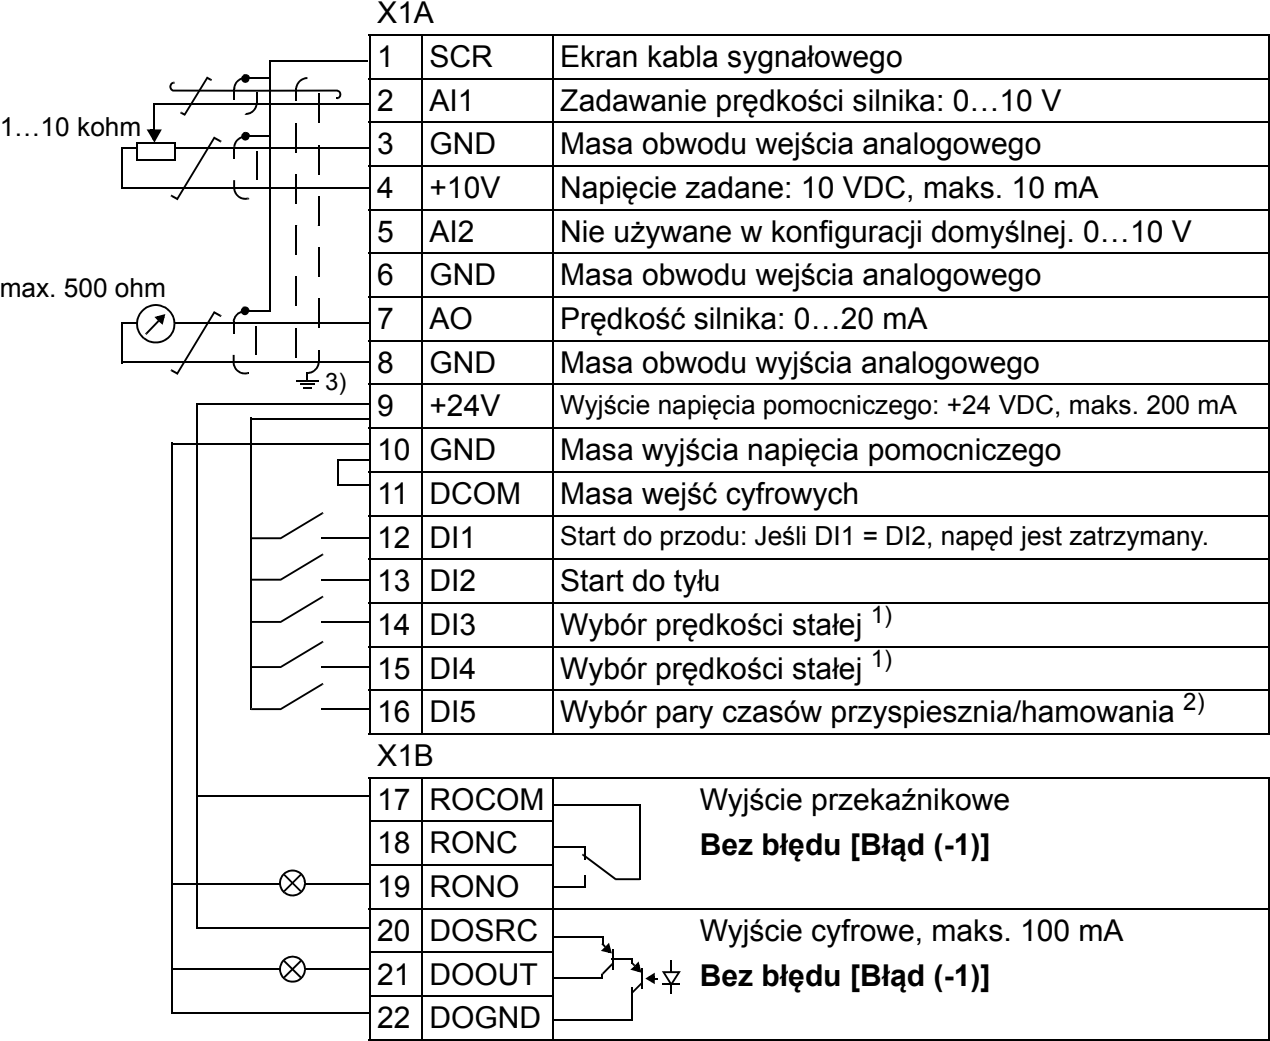 X1A
1 SCR Ekran kabla sygnałowego
2 AI1 Zadawanie prędkości silnika: 0…10 V
1…10 kohm
3 GND Masa obwodu wejścia analogowego
4 +10V Napięcie zadane: 10 VDC, maks. 10 mA
5 AI2 Nie używane w konfiguracji domyślnej. 0…10 V
6 GND Masa obwodu wejścia analogowego
max. 500 ohm
7 AO Prędkość silnika: 0…20 mA
8 GND Masa obwodu wyjścia analogowego
3)
9 +24V Wyjście napięcia pomocniczego: +24 VDC, maks. 200 mA
10 GND Masa wyjścia napięcia pomocniczego
11 DCOM Masa wejść cyfrowych
12 DI1 Start do przodu: Jeśli DI1 = DI2, napęd jest zatrzymany.
13 DI2 Start do tyłu
14 DI3 Wybór prędkości stałej 1)
15 DI4 Wybór prędkości stałej 1)
16 DI5 Wybór pary czasów przyspiesznia/hamowania 2)
X1B
17 ROCOM Wyjście przekaźnikowe
18 RONC Bez błędu [Błąd (-1)]
19 RONO
20 DOSRC Wyjście cyfrowe, maks. 100 mA
21 DOOUT Bez błędu [Błąd (-1)]
22 DOGND